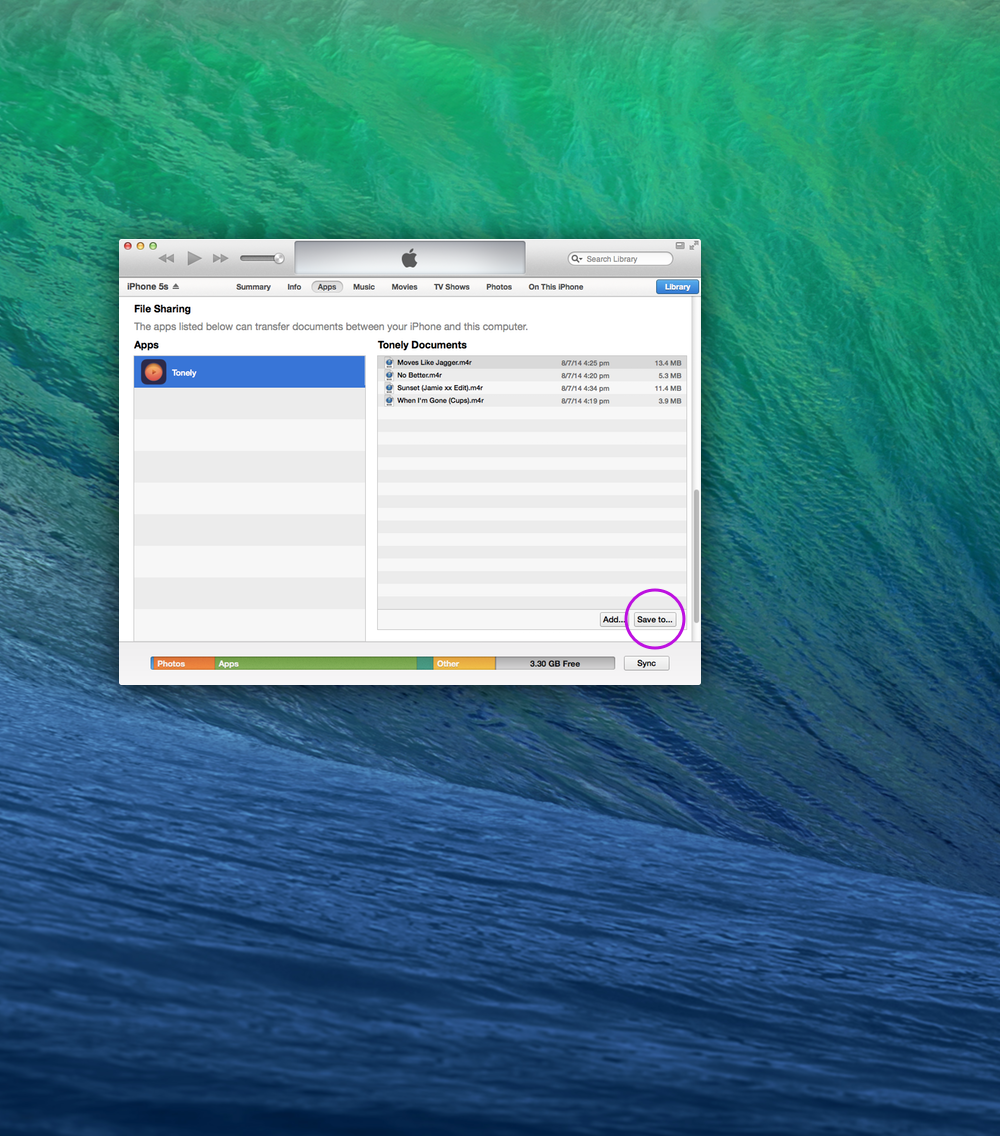 Search Library
iPhone 5s
Summary Info Apps Music Movies TV Shows Photos On This iPhone Library
File Sharing
The apps listed below can transfer documents between your iPhone and this computer.
Apps Tonely Documents
Tonely
Moves Like Jagger.m4r 8/7/14 4:25 pm 13.4 MB
No Better.m4r 8/7/14 4:20 pm 5.3 MB
Sunset (Jamie xx Edit).m4r 8/7/14 4:34 pm 11.4 MB
When I'm Gone (Cups).m4r 8/7/14 4:19 pm 3.9 MB
Add... Save to...
Photos Apps Other 3.30 GB Free Sync